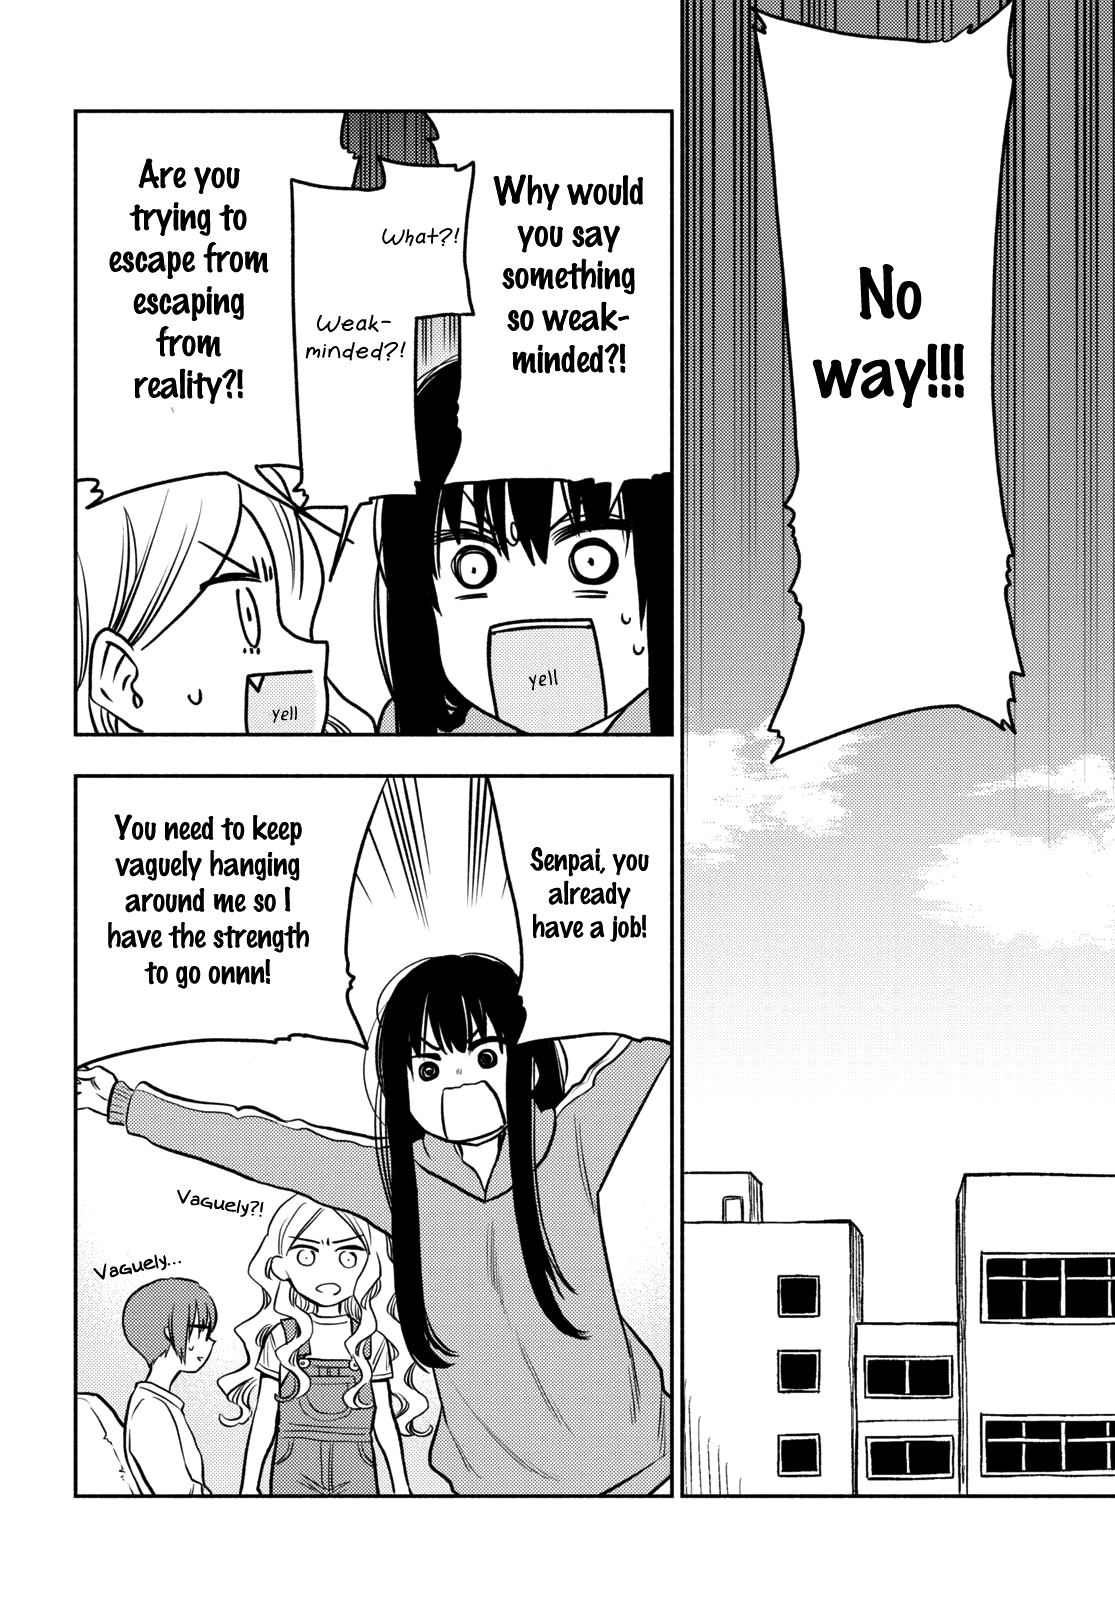 No
way!!!
Why would
you say
something
so weak-
minded?!
What?!
Weak-
minded?!
Are you
trying to
escape from
escaping
from
reality?!
yell
yell
Senpai, you
already
have a job!
You need to keep
vaguely hanging
around me so I
have the strength
to go onnn!
Vaguely?!
Vaguely...